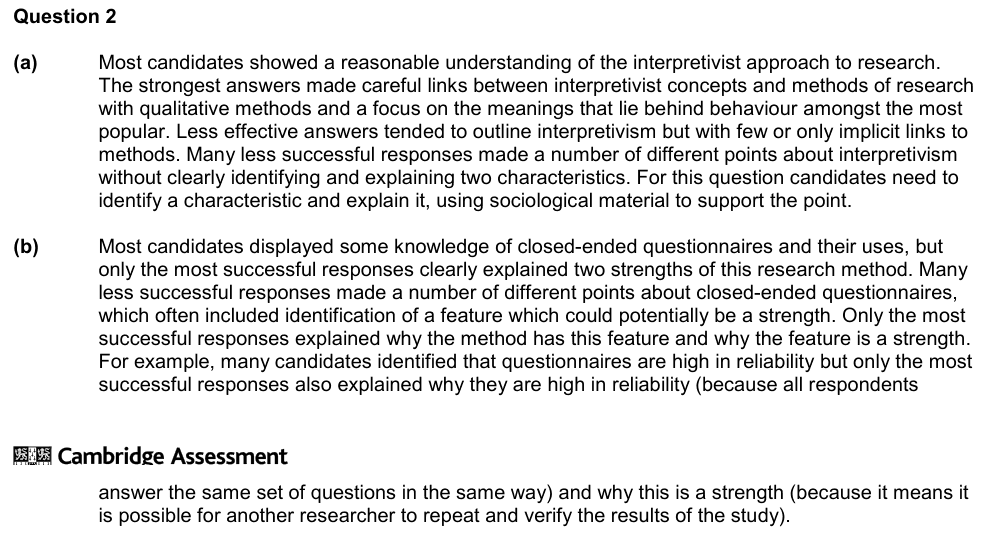 Question 2
(a) Most candidates showed a reasonable understanding of the interpretivist approach to research.
The strongest answers made careful links between interpretivist concepts and methods of research
with qualitative methods and a focus on the meanings that lie behind behaviour amongst the most
popular. Less effective answers tended to outline interpretivism but with few or only implicit links to
methods. Many less successful responses made a number of different points about interpretivism
without clearly identifying and explaining two characteristics. For this question candidates need to
identify a characteristic and explain it, using sociological material to support the point.
(b) Most candidates displayed some knowledge of closed-ended questionnaires and their uses, but
only the most successful responses clearly explained two strengths of this research method. Many
less successful responses made a number of different points about closed-ended questionnaires,
which often included identification of a feature which could potentially be a strength. Only the most
successful responses explained why the method has this feature and why the feature is a strength.
For example, many candidates identified that questionnaires are high in reliability but only the most
successful responses also explained why they are high in reliability (because all respondents
Cambridge Assessment
answer the same set of questions in the same way) and why this is a strength (because it means it
is possible for another researcher to repeat and verify the results of the study).